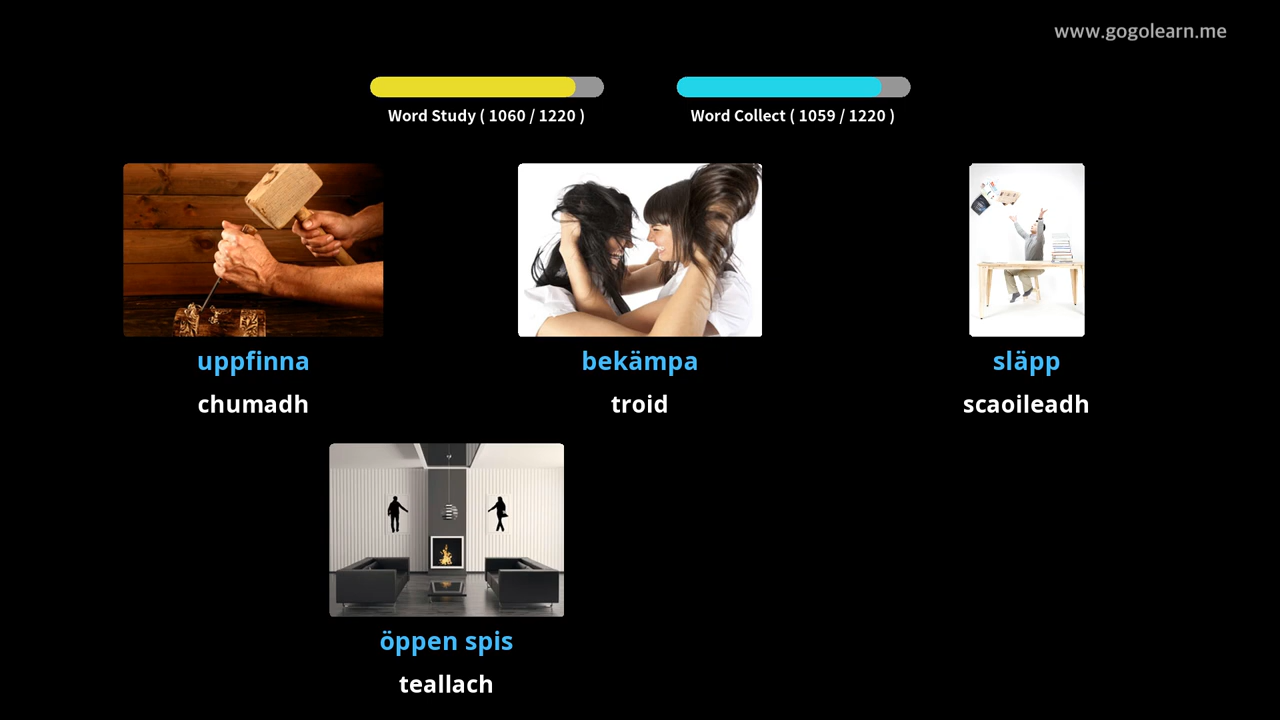 www.gogolearn.me
Word Study ( 1060 / 1220 )
Word Collect ( 1059 / 1220 )
uppfinna
chumadh
bekämpa
troid
släpp
scaoileadh
öppen spis
teallach